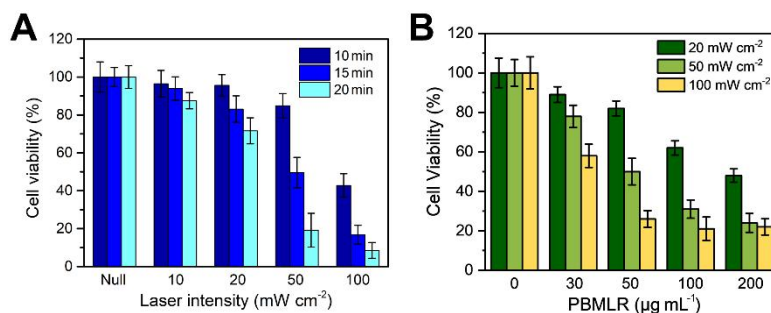 A
Cell viability (%)
120
100
80
60
40
20
0
10 min
15 min
20 min
Null 10 20 50 100
Laser intensity (mW cm⁻²)
B
Cell Viability (%)
120
100
80
60
40
20
0
20 mW cm⁻²
50 mW cm⁻²
100 mW cm⁻²
0 30 50 100 200
PBMLR (µg mL⁻¹)